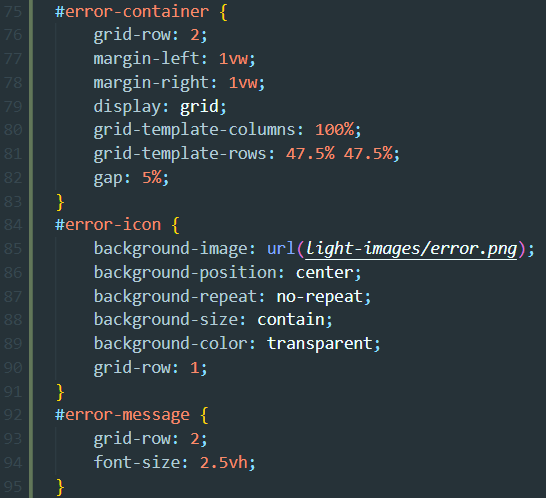 75 #error-container {
76 grid-row: 2;
77 margin-left: 1vw;
78 margin-right: 1vw;
79 display: grid;
80 grid-template-columns: 100%;
81 grid-template-rows: 47.5% 47.5%;
82 gap: 5%;
83 }
84 #error-icon {
85 background-image: url(light-images/error.png);
86 background-position: center;
87 background-repeat: no-repeat;
88 background-size: contain;
89 background-color: transparent;
90 grid-row: 1;
91 }
92 #error-message {
93 grid-row: 2;
94 font-size: 2.5vh;
95 }